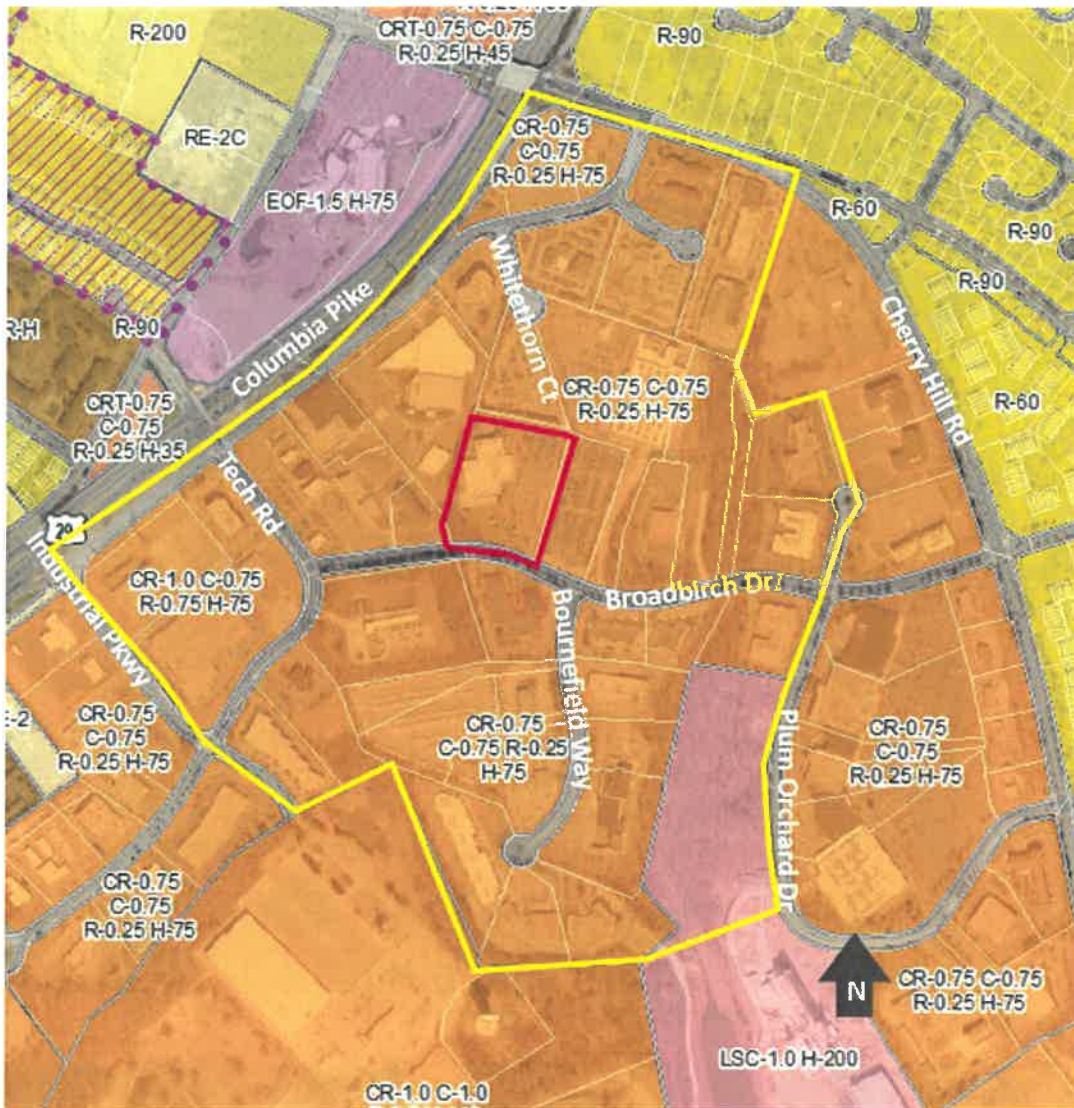 R-200
CRT-0.75 C-0.75
R-0.25 H-45
R-90
RE-2C
CR-0.75
C-0.75
R-0.25 H-75
EOF-1.5 H-75
R-60
R-90
R-90
R-H
R-90
Columbia Pike
Whitethorn Ct
Cherry Hill Rd
CRT-0.75
C-0.75
R-0.25 H-35
CR-0.75 C-0.75
R-0.25 H-75
R-60
Tech Rd
29
Industrial Pkwy
CR-1.0 C-0.75
R-0.75 H-75
Broadbirch Dr
Bournefield Way
E-2
CR-0.75
C-0.75
R-0.25 H-75
CR-0.75
C-0.75 R-0.25
H-75
Plum Orchard Dr
CR-0.75
C-0.75
R-0.25 H-75
CR-0.75
C-0.75
R-0.25 H-75
N
CR-0.75 C-0.75
R-0.25 H-75
LSC-1.0 H-200
CR-1.0 C-1.0